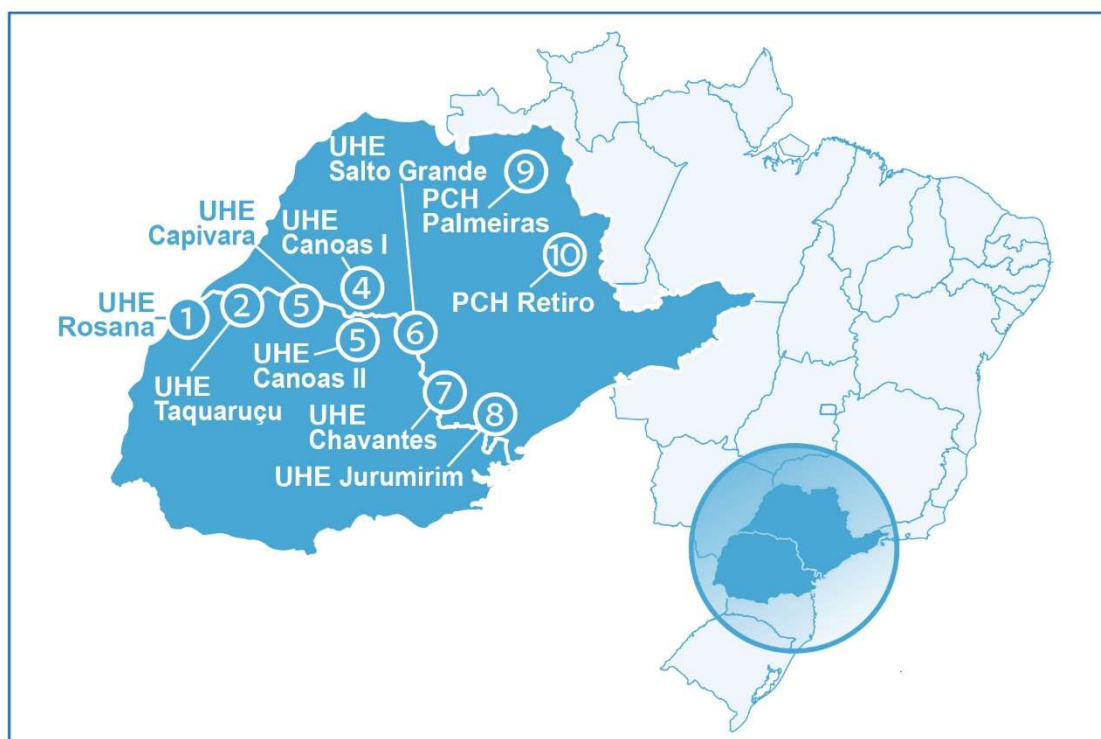 UHE
Rosana
1
UHE
Taquaruçu
2
UHE
Capivara
5
UHE
Canoas I
4
UHE
Canoas II
5
UHE
Salto Grande
6
UHE
Chavantes
7
UHE Jurumirim
8
PCH
Palmeiras
9
PCH Retiro
10